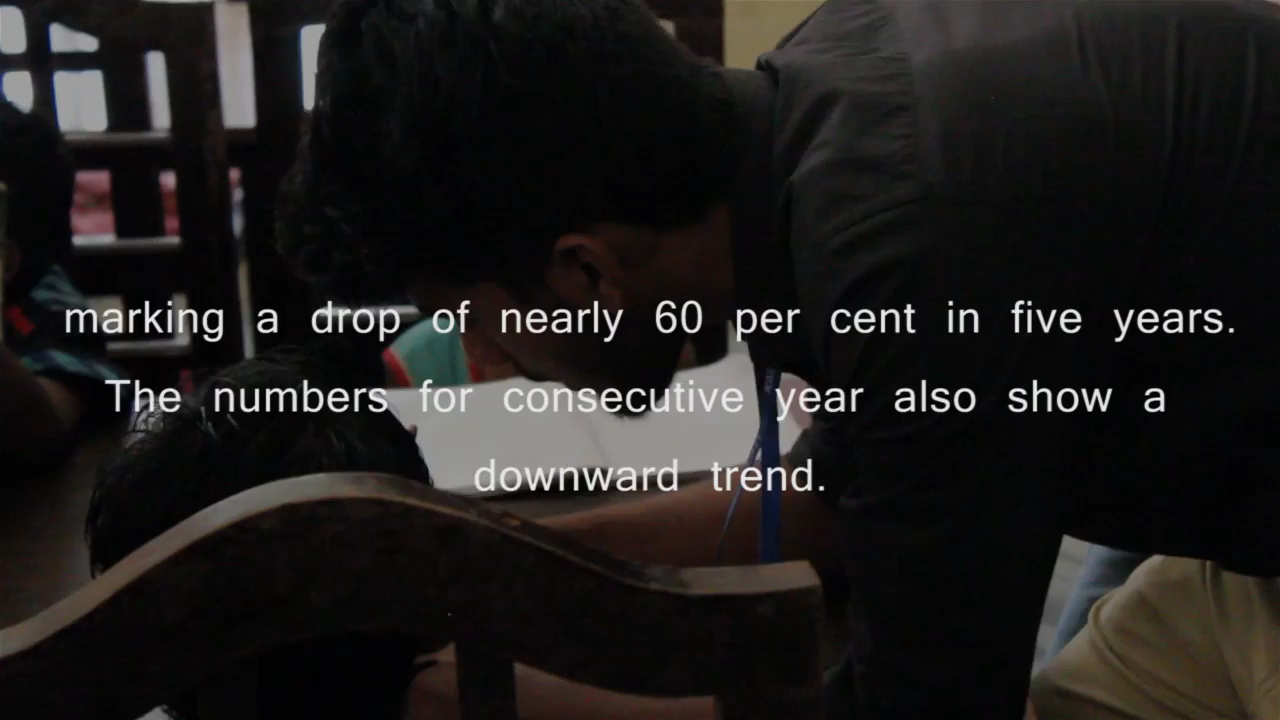 marking a drop of nearly 60 per cent in five years.
The numbers for consecutive year also show a
downward trend.